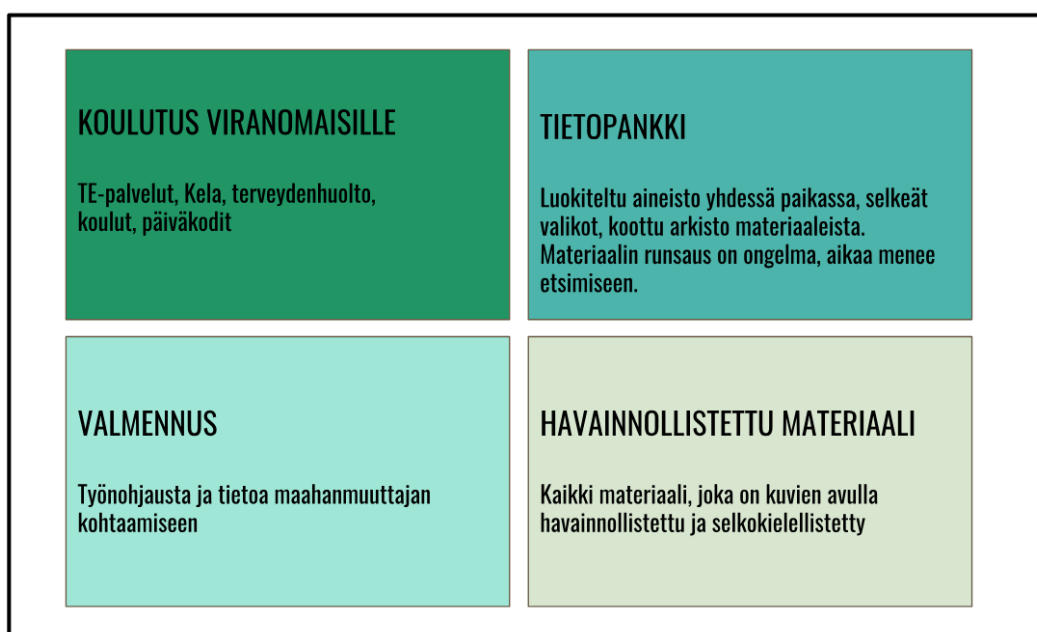 KOULUTUS VIRANOMAISILLE
TE-palvelut, Kela, terveydenhuolto,
koulut, päiväkodit
TIETOPANKKI
Luokiteltu aineisto yhdessä paikassa, selkeät
valikot, koottu arkisto materiaaleista.
Materiaalin runsaus on ongelma, aikaa menee
etsimiseen.
VALMENNUS
Työnohjausta ja tietoa maahanmuuttajan
kohtaamiseen
HAVAINNOLLISTETTU MATERIAALI
Kaikki materiaali, joka on kuvien avulla
havainnollistettu ja selkokielellistetty